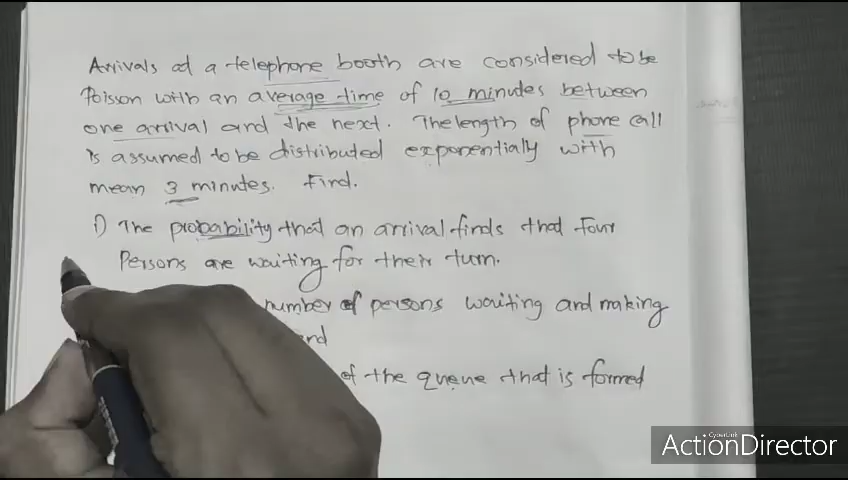 Arrivals at a telephone booth are considered to be
Poisson with an average time of 10 minutes between
one arrival and the next. The length of phone call
is assumed to be distributed exponentialy with
mean 3 minutes. Find.
i) The probability that an arrival finds that four
Persons are waiting for their turn.
number of persons waiting and making
nd
of the queue that is formed
CyberLink
ActionDirector